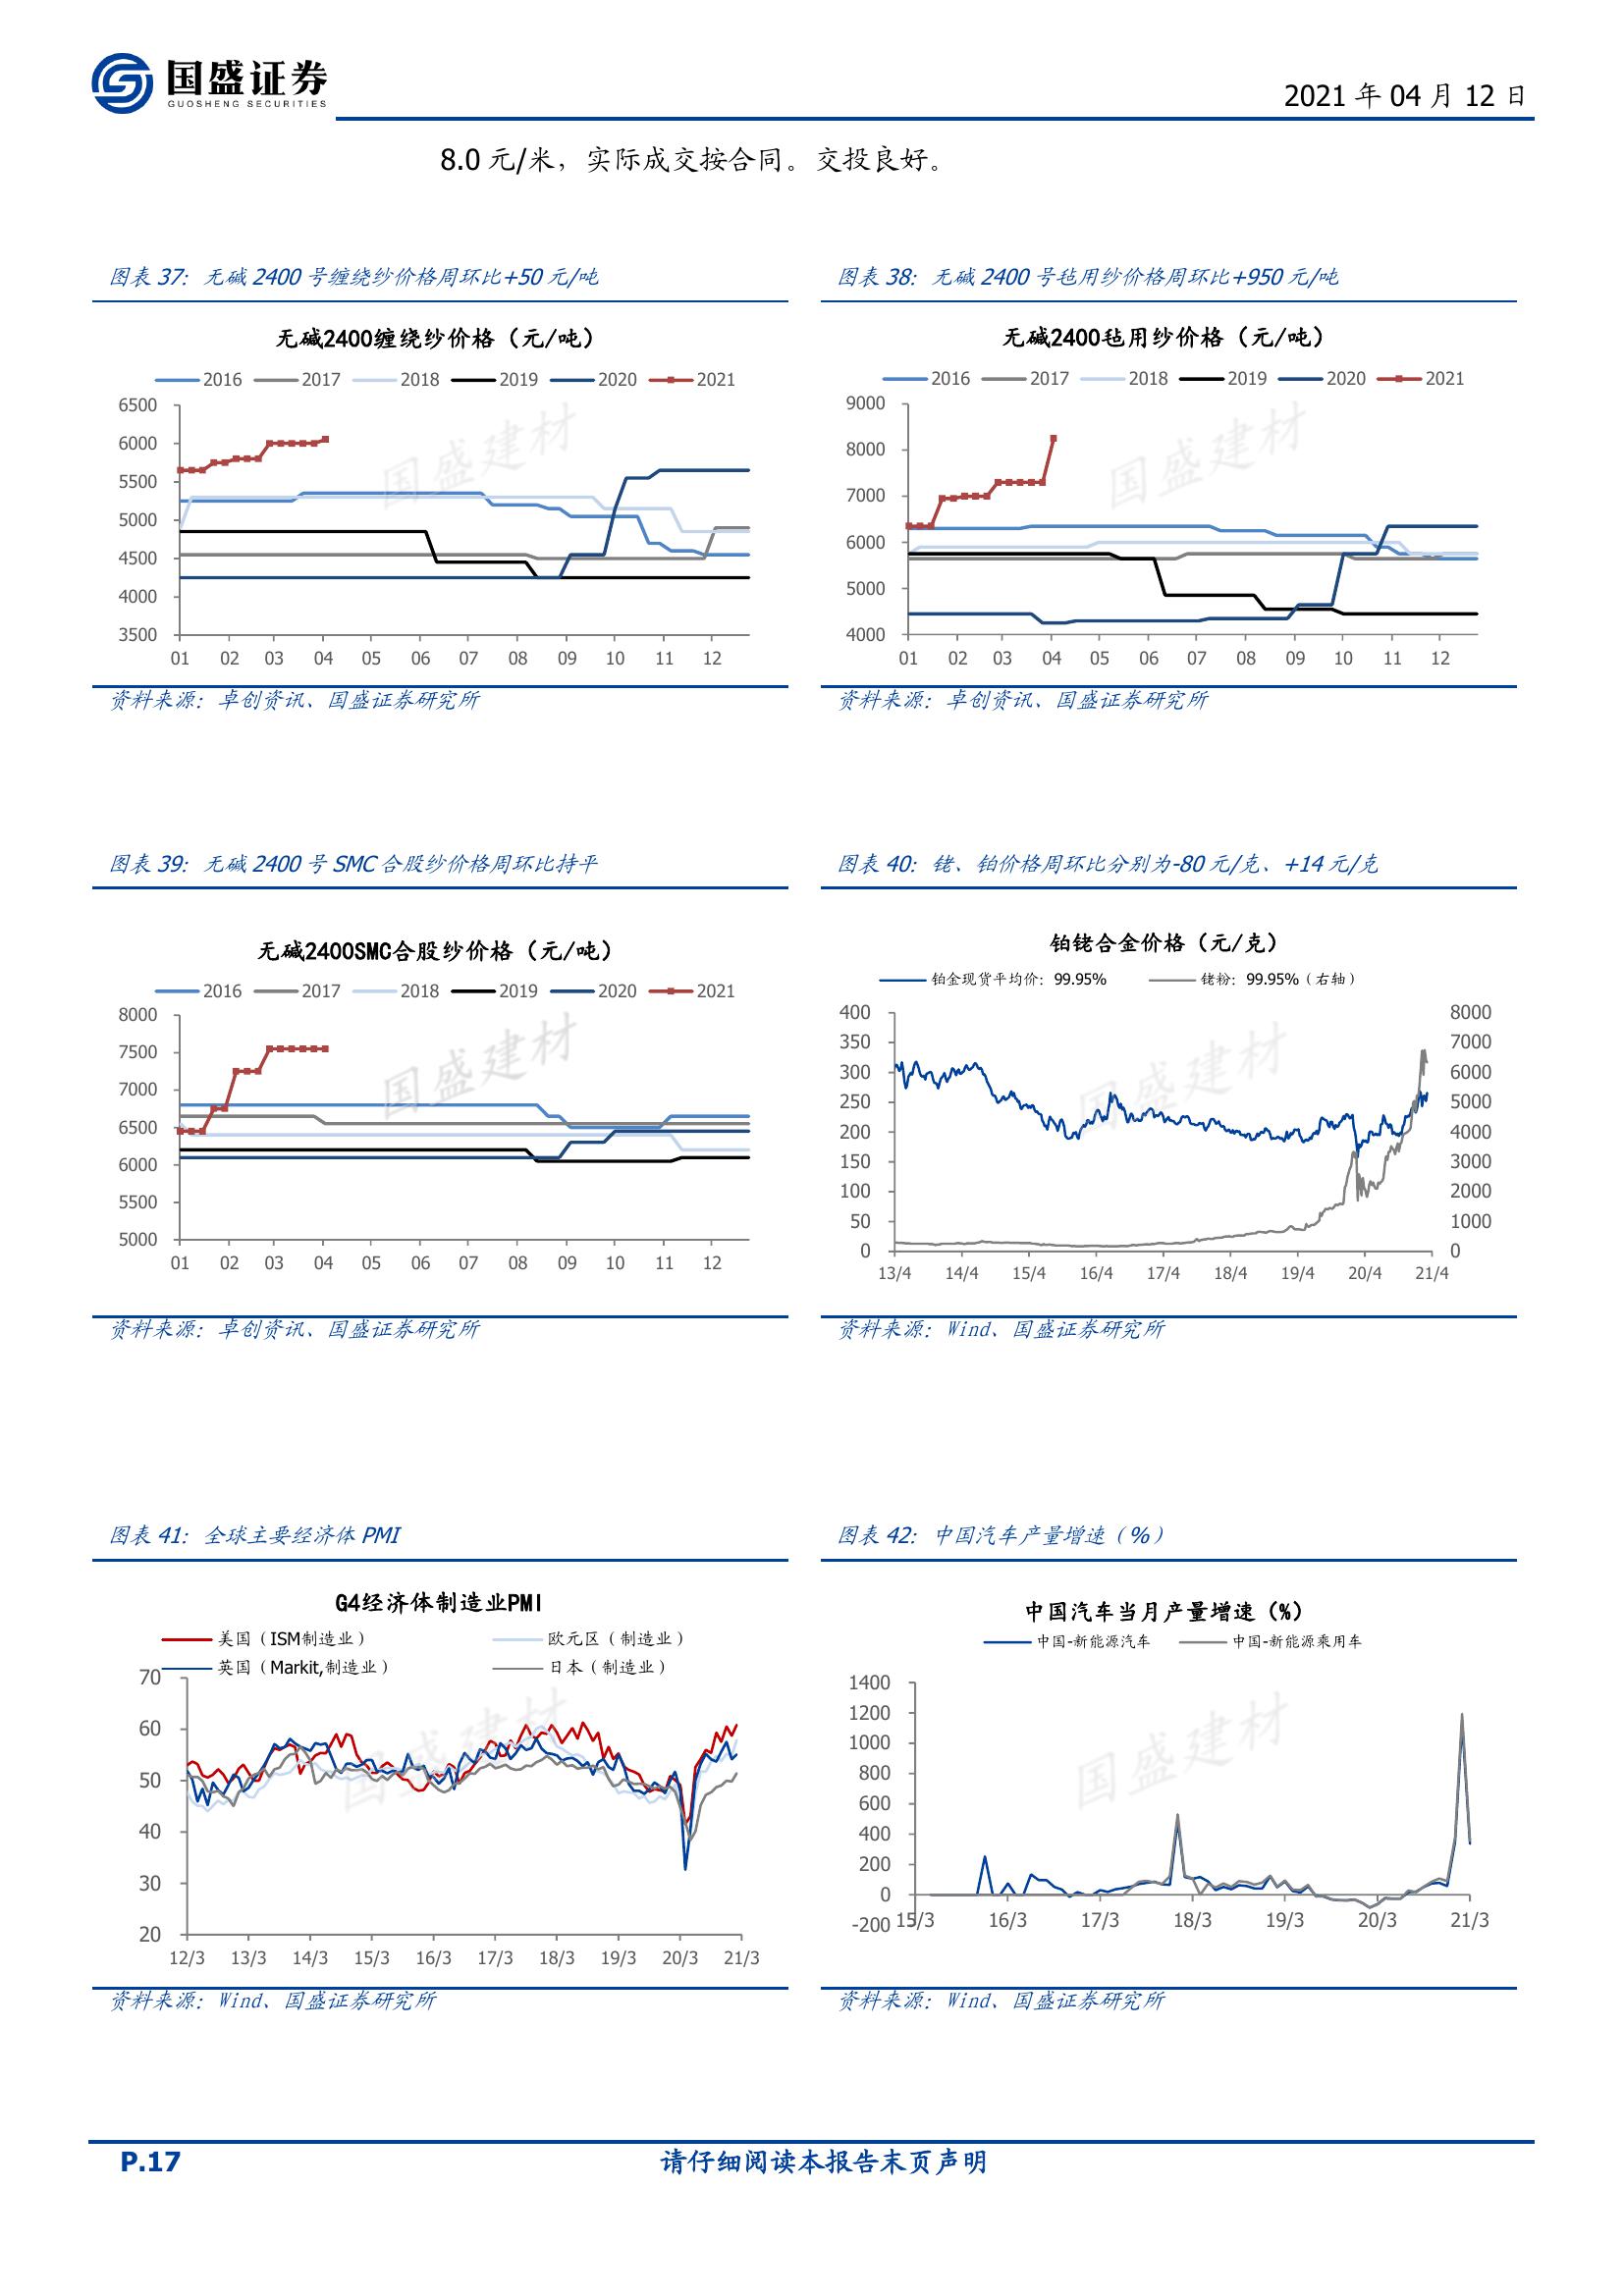 国盛证券
GUOSHENG SECURITIES
2021 年 04 月 12 日
8.0 元/米，实际成交按合同。交投良好。
图表 37：无碱 2400 号缠绕纱价格周环比+50 元/吨
无碱2400缠绕纱价格（元/吨）
2016 2017 2018 2019 2020 2021
6500
6000
5500
5000
4500
4000
3500
01 02 03 04 05 06 07 08 09 10 11 12
国盛建材
资料来源：卓创资讯、国盛证券研究所
图表 38：无碱 2400 号毡用纱价格周环比+950 元/吨
无碱2400毡用纱价格（元/吨）
2016 2017 2018 2019 2020 2021
9000
8000
7000
6000
5000
4000
01 02 03 04 05 06 07 08 09 10 11 12
国盛建材
资料来源：卓创资讯、国盛证券研究所
图表 39：无碱 2400 号 SMC 合股纱价格周环比持平
无碱2400SMC合股纱价格（元/吨）
2016 2017 2018 2019 2020 2021
8000
7500
7000
6500
6000
5500
5000
01 02 03 04 05 06 07 08 09 10 11 12
国盛建材
资料来源：卓创资讯、国盛证券研究所
图表 40：铑、铂价格周环比分别为-80 元/克、+14 元/克
铂铑合金价格（元/克）
铂金现货平均价：99.95% 铑粉：99.95%（右轴）
400 8000
350 7000
300 6000
250 5000
200 4000
150 3000
100 2000
50 1000
0 0
13/4 14/4 15/4 16/4 17/4 18/4 19/4 20/4 21/4
国盛建材
资料来源：Wind、国盛证券研究所
图表 41：全球主要经济体 PMI
G4经济体制造业PMI
美国（ISM制造业） 欧元区（制造业）
英国（Markit,制造业） 日本（制造业）
70
60
50
40
30
20
12/3 13/3 14/3 15/3 16/3 17/3 18/3 19/3 20/3 21/3
国盛建材
资料来源：Wind、国盛证券研究所
图表 42：中国汽车产量增速（%）
中国汽车当月产量增速（%）
中国-新能源汽车 中国-新能源乘用车
1400
1200
1000
800
600
400
200
0
-200
15/3 16/3 17/3 18/3 19/3 20/3 21/3
国盛建材
资料来源：Wind、国盛证券研究所
P.17 请仔细阅读本报告末页声明